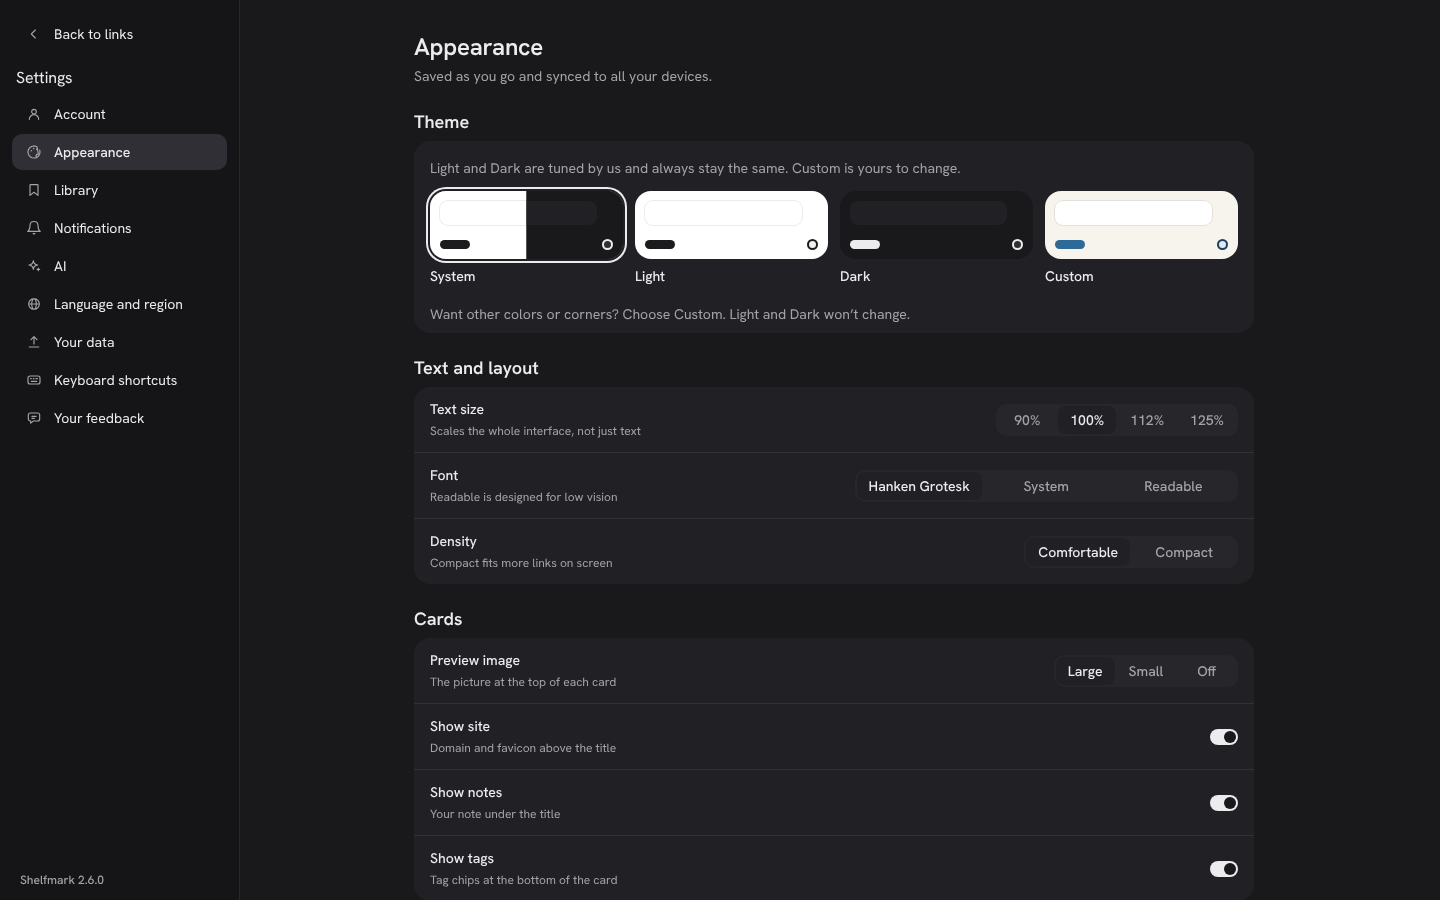 Back to links
Settings
Account
Appearance
Library
Notifications
AI
Language and region
Your data
Keyboard shortcuts
Your feedback
Shelfmark 2.6.0
Appearance
Saved as you go and synced to all your devices.
Theme
Light and Dark are tuned by us and always stay the same. Custom is yours to change.
System
Light
Dark
Custom
Want other colors or corners? Choose Custom. Light and Dark won’t change.
Text and layout
Text size
Scales the whole interface, not just text
90%
100%
112%
125%
Font
Readable is designed for low vision
Hanken Grotesk
System
Readable
Density
Compact fits more links on screen
Comfortable
Compact
Cards
Preview image
The picture at the top of each card
Large
Small
Off
Show site
Domain and favicon above the title
Show notes
Your note under the title
Show tags
Tag chips at the bottom of the card